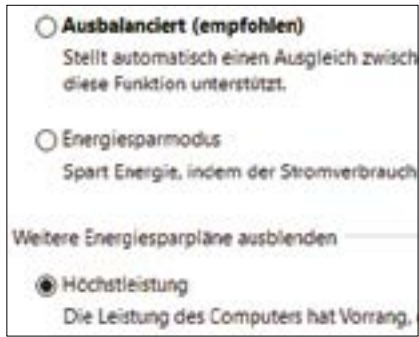 Ausbalanciert (empfohlen)
Stellt automatisch einen Ausgleich zwisch
diese Funktion unterstützt.
Energiesparmodus
Spart Energie, indem der Stromverbrauch
Weitere Energiesparpläne ausblenden
Höchstleistung
Die Leistung des Computers hat Vorrang,